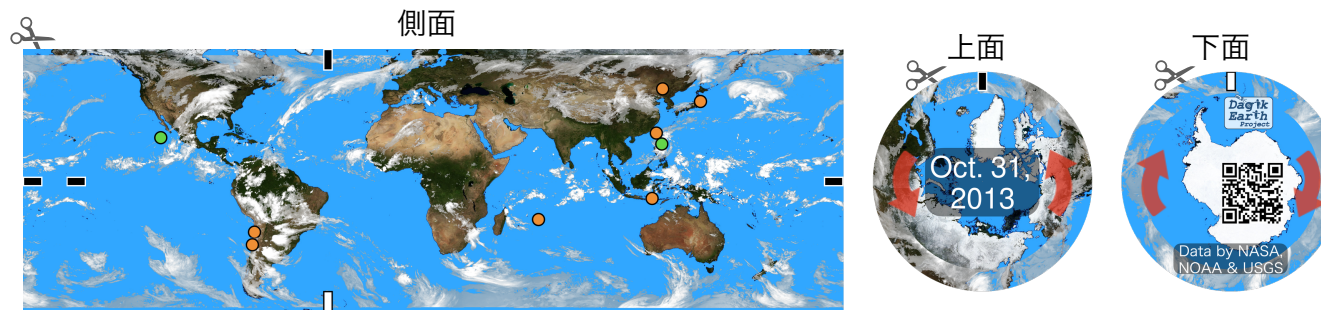 側面
上面
Oct. 31,
2013
下面
Dagik
Earth
Project
Data by NASA,
NOAA & USGS